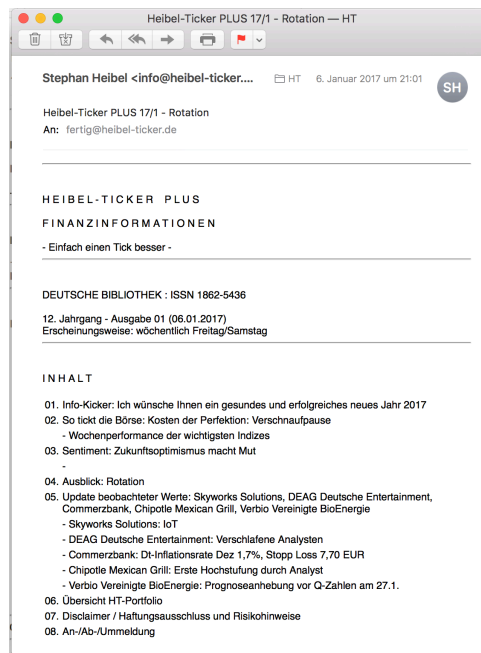 Heibel-Ticker PLUS 17/1 - Rotation — HT
Stephan Heibel <info@heibel-ticker....
HT
6. Januar 2017 um 21:01
SH
Heibel-Ticker PLUS 17/1 - Rotation
An: fertig@heibel-ticker.de
HEIBEL-TICKER PLUS
FINANZINFORMATIONEN
- Einfach einen Tick besser -
DEUTSCHE BIBLIOTHEK : ISSN 1862-5436
12. Jahrgang - Ausgabe 01 (06.01.2017)
Erscheinungsweise: wöchentlich Freitag/Samstag
INHALT
01. Info-Kicker: Ich wünsche Ihnen ein gesundes und erfolgreiches neues Jahr 2017
02. So tickt die Börse: Kosten der Perfektion: Verschnaufpause
- Wochenperformance der wichtigsten Indizes
03. Sentiment: Zukunftsoptimismus macht Mut
-
04. Ausblick: Rotation
05. Update beobachteter Werte: Skyworks Solutions, DEAG Deutsche Entertainment,
Commerzbank, Chipotle Mexican Grill, Verbio Vereinigte BioEnergie
- Skyworks Solutions: IoT
- DEAG Deutsche Entertainment: Verschlafene Analysten
- Commerzbank: Dt-Inflationsrate Dez 1,7%, Stopp Loss 7,70 EUR
- Chipotle Mexican Grill: Erste Hochstufung durch Analyst
- Verbio Vereinigte BioEnergie: Prognoseanhebung vor Q-Zahlen am 27.1.
06. Übersicht HT-Portfolio
07. Disclaimer / Haftungsausschluss und Risikohinweise
08. An-/Ab-/Ummeldung